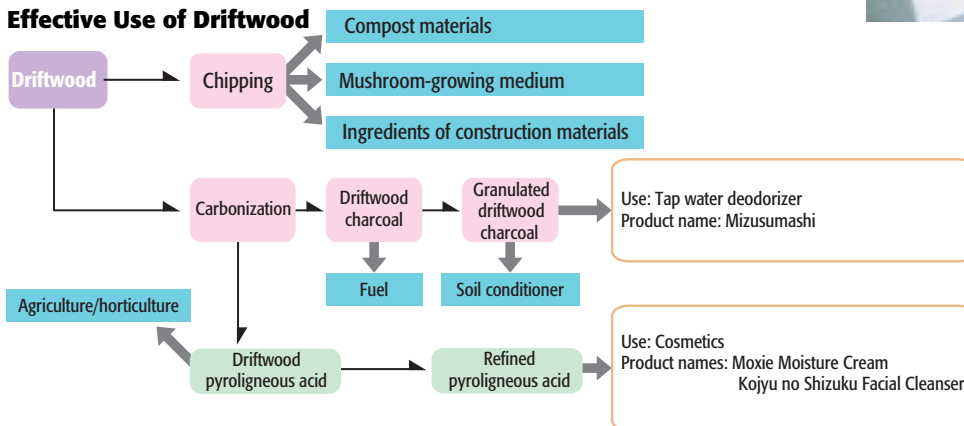 Effective Use of Driftwood
Driftwood
Chipping
Compost materials
Mushroom-growing medium
Ingredients of construction materials
Carbonization
Driftwood
charcoal
Granulated
driftwood
charcoal
Use: Tap water deodorizer
Product name: Mizusumashi
Fuel
Soil conditioner
Agriculture/horticulture
Driftwood
pyroligneous acid
Refined
pyroligneous acid
Use: Cosmetics
Product names: Moxie Moisture Cream
Kojyu no Shizuku Facial Cleanser